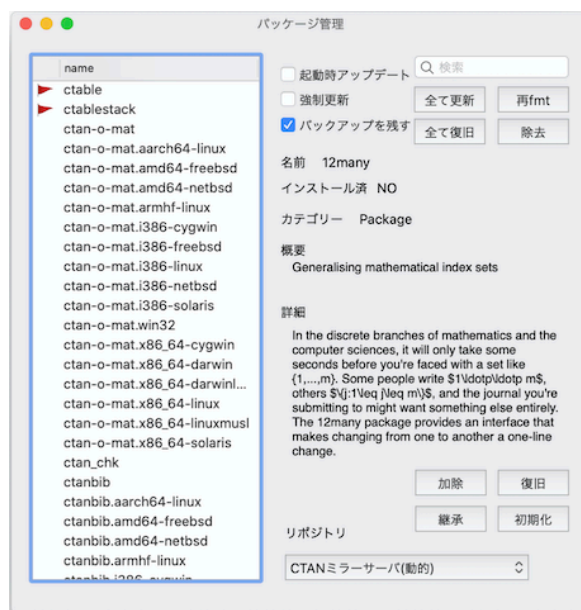 パッケージ管理
name
ctable
ctablestack
ctan-o-mat
ctan-o-mat.aarch64-linux
ctan-o-mat.amd64-freebsd
ctan-o-mat.amd64-netbsd
ctan-o-mat.armhf-linux
ctan-o-mat.i386-cygwin
ctan-o-mat.i386-freebsd
ctan-o-mat.i386-linux
ctan-o-mat.i386-netbsd
ctan-o-mat.i386-solaris
ctan-o-mat.win32
ctan-o-mat.x86_64-cygwin
ctan-o-mat.x86_64-darwin
ctan-o-mat.x86_64-darwinl...
ctan-o-mat.x86_64-linux
ctan-o-mat.x86_64-linuxmusl
ctan-o-mat.x86_64-solaris
ctan_chk
ctanbib
ctanbib.aarch64-linux
ctanbib.amd64-freebsd
ctanbib.amd64-netbsd
ctanbib.armhf-linux
ctanbib.i386-cygwin
起動時アップデート
検索
強制更新
全て更新
再fmt
バックアップを残す
全て復旧
除去
名前 12many
インストール済 NO
カテゴリー Package
概要
Generalising mathematical index sets
詳細
In the discrete branches of mathematics and the
computer sciences, it will only take some
seconds before you're faced with a set like
{1,...,m}. Some people write $1\ldotp\ldotp m$,
others $\{j:1\leq j\leq m\}$, and the journal you're
submitting to might want something else entirely.
The 12many package provides an interface that
makes changing from one to another a one-line
change.
加除
復旧
継承
初期化
リポジトリ
CTANミラーサーバ(動的)